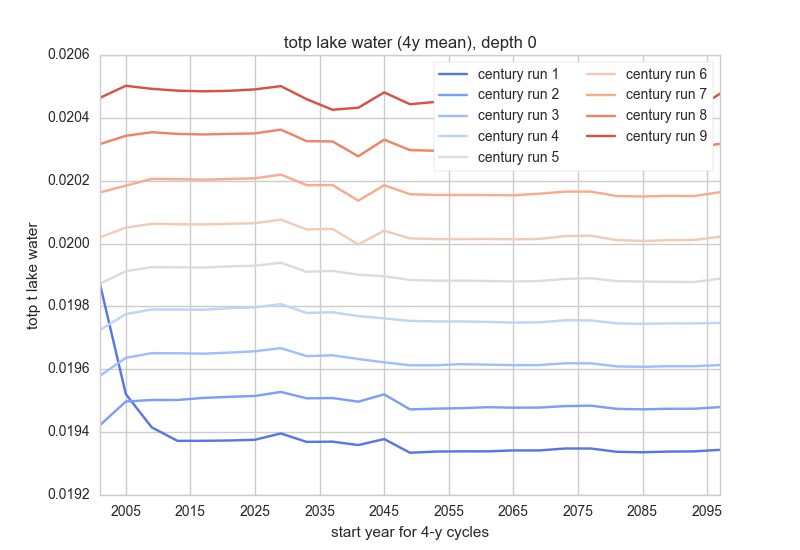 totp lake water (4y mean), depth 0
0.0206
0.0204
0.0202
0.0200
0.0198
0.0196
0.0194
0.0192
totp t lake water
century run 1
century run 2
century run 3
century run 4
century run 5
century run 6
century run 7
century run 8
century run 9
2005 2015 2025 2035 2045 2055 2065 2075 2085 2095
start year for 4-y cycles